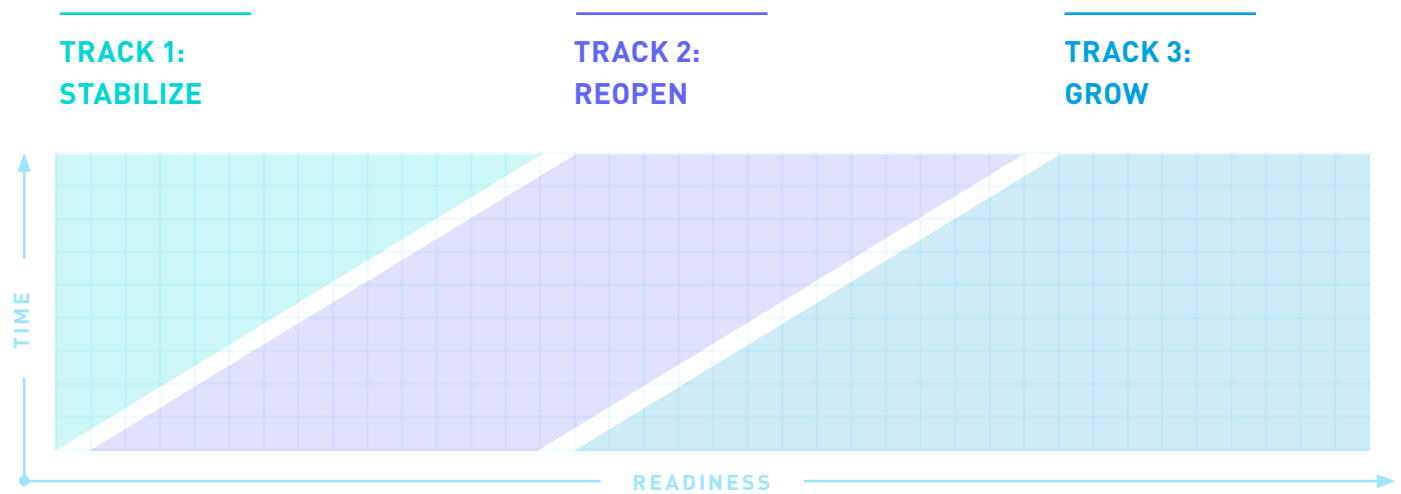 TRACK 1:
STABILIZE
TRACK 2:
REOPEN
TRACK 3:
GROW
TIME
READINESS